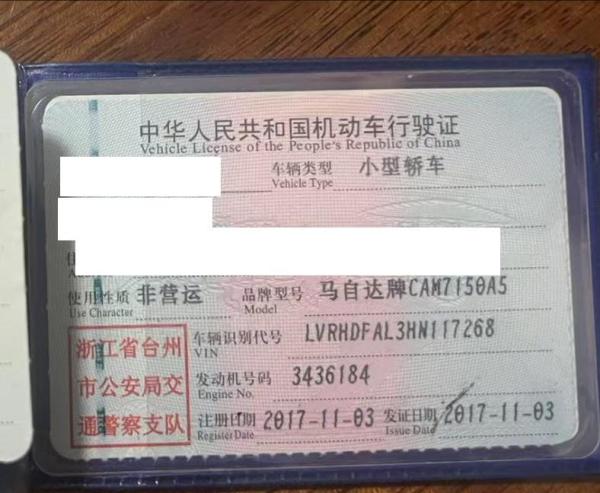 中华人民共和国机动车行驶证
Vehicle License of the People's Republic of China
车辆类型 小型轿车
Vehicle Type
使用性质 非营运 品牌型号 马自达牌CAM7150A5
Use Character Model
浙江省台州
市公安局交
通警察支队
车辆识别代号 LVRHDFAL3HN117268
VIN
发动机号码 3436184
Engine No.
注册日期 2017-11-03 发证日期 2017-11-03
Register Date Issue Date